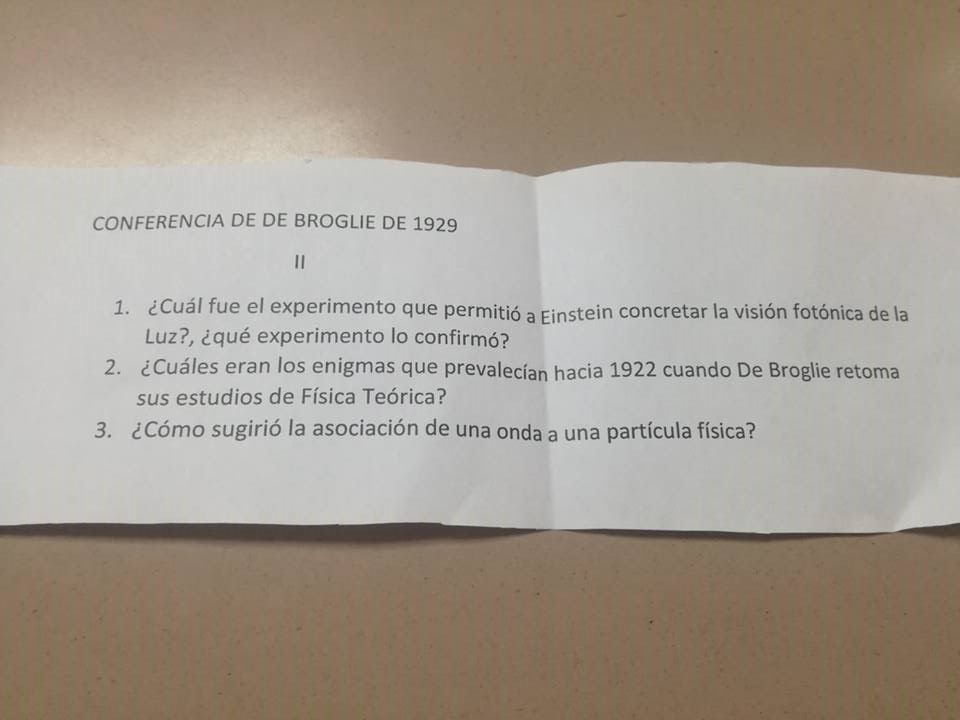 CONFERENCIA DE DE BROGLIE DE 1929
II
1. ¿Cuál fue el experimento que permitió a Einstein concretar la visión fotónica de la
Luz?, ¿qué experimento lo confirmó?
2. ¿Cuáles eran los enigmas que prevalecían hacia 1922 cuando De Broglie retoma
sus estudios de Física Teórica?
3. ¿Cómo sugirió la asociación de una onda a una partícula física?